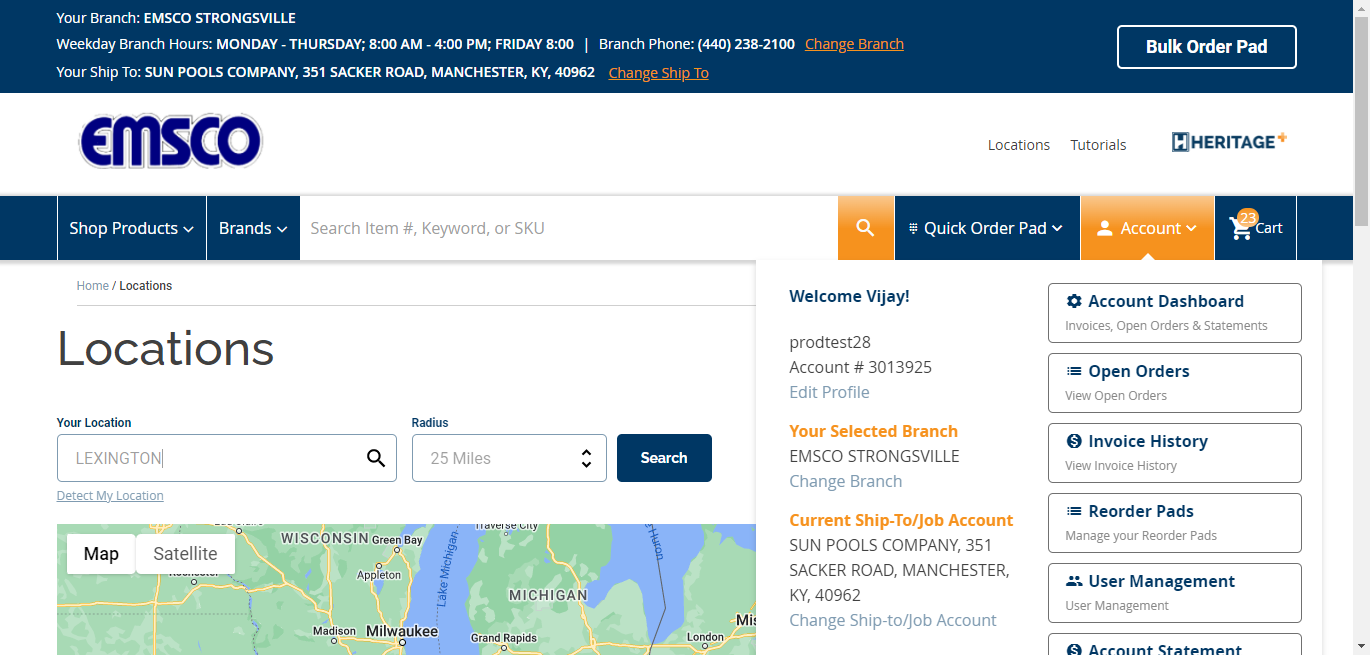 Your Branch: EMSCO STRONGSVILLE
Weekday Branch Hours: MONDAY - THURSDAY; 8:00 AM - 4:00 PM; FRIDAY 8:00 | Branch Phone: (440) 238-2100 Change Branch
Your Ship To: SUN POOLS COMPANY, 351 SACKER ROAD, MANCHESTER, KY, 40962 Change Ship To
Bulk Order Pad
EMSCO
Locations Tutorials HERITAGE+
Shop Products Brands Search Item #, Keyword, or SKU Quick Order Pad Account 23 Cart
Home / Locations
Locations
Your Location Radius
LEXINGTON 25 Miles Search
Detect My Location
Map Satellite
WISCONSIN
Green Bay
Traverse City
Appleton
Rochester
Lake Michigan
Huron
MICHIGAN
Madison
Milwaukee
Grand Rapids
London
Welcome Vijay!
prodtest28
Account # 3013925
Edit Profile
Your Selected Branch
EMSCO STRONGSVILLE
Change Branch
Current Ship-To/Job Account
SUN POOLS COMPANY, 351
SACKER ROAD, MANCHESTER,
KY, 40962
Change Ship-to/Job Account
Account Dashboard
Invoices, Open Orders & Statements
Open Orders
View Open Orders
Invoice History
View Invoice History
Reorder Pads
Manage your Reorder Pads
User Management
User Management
Account Statement